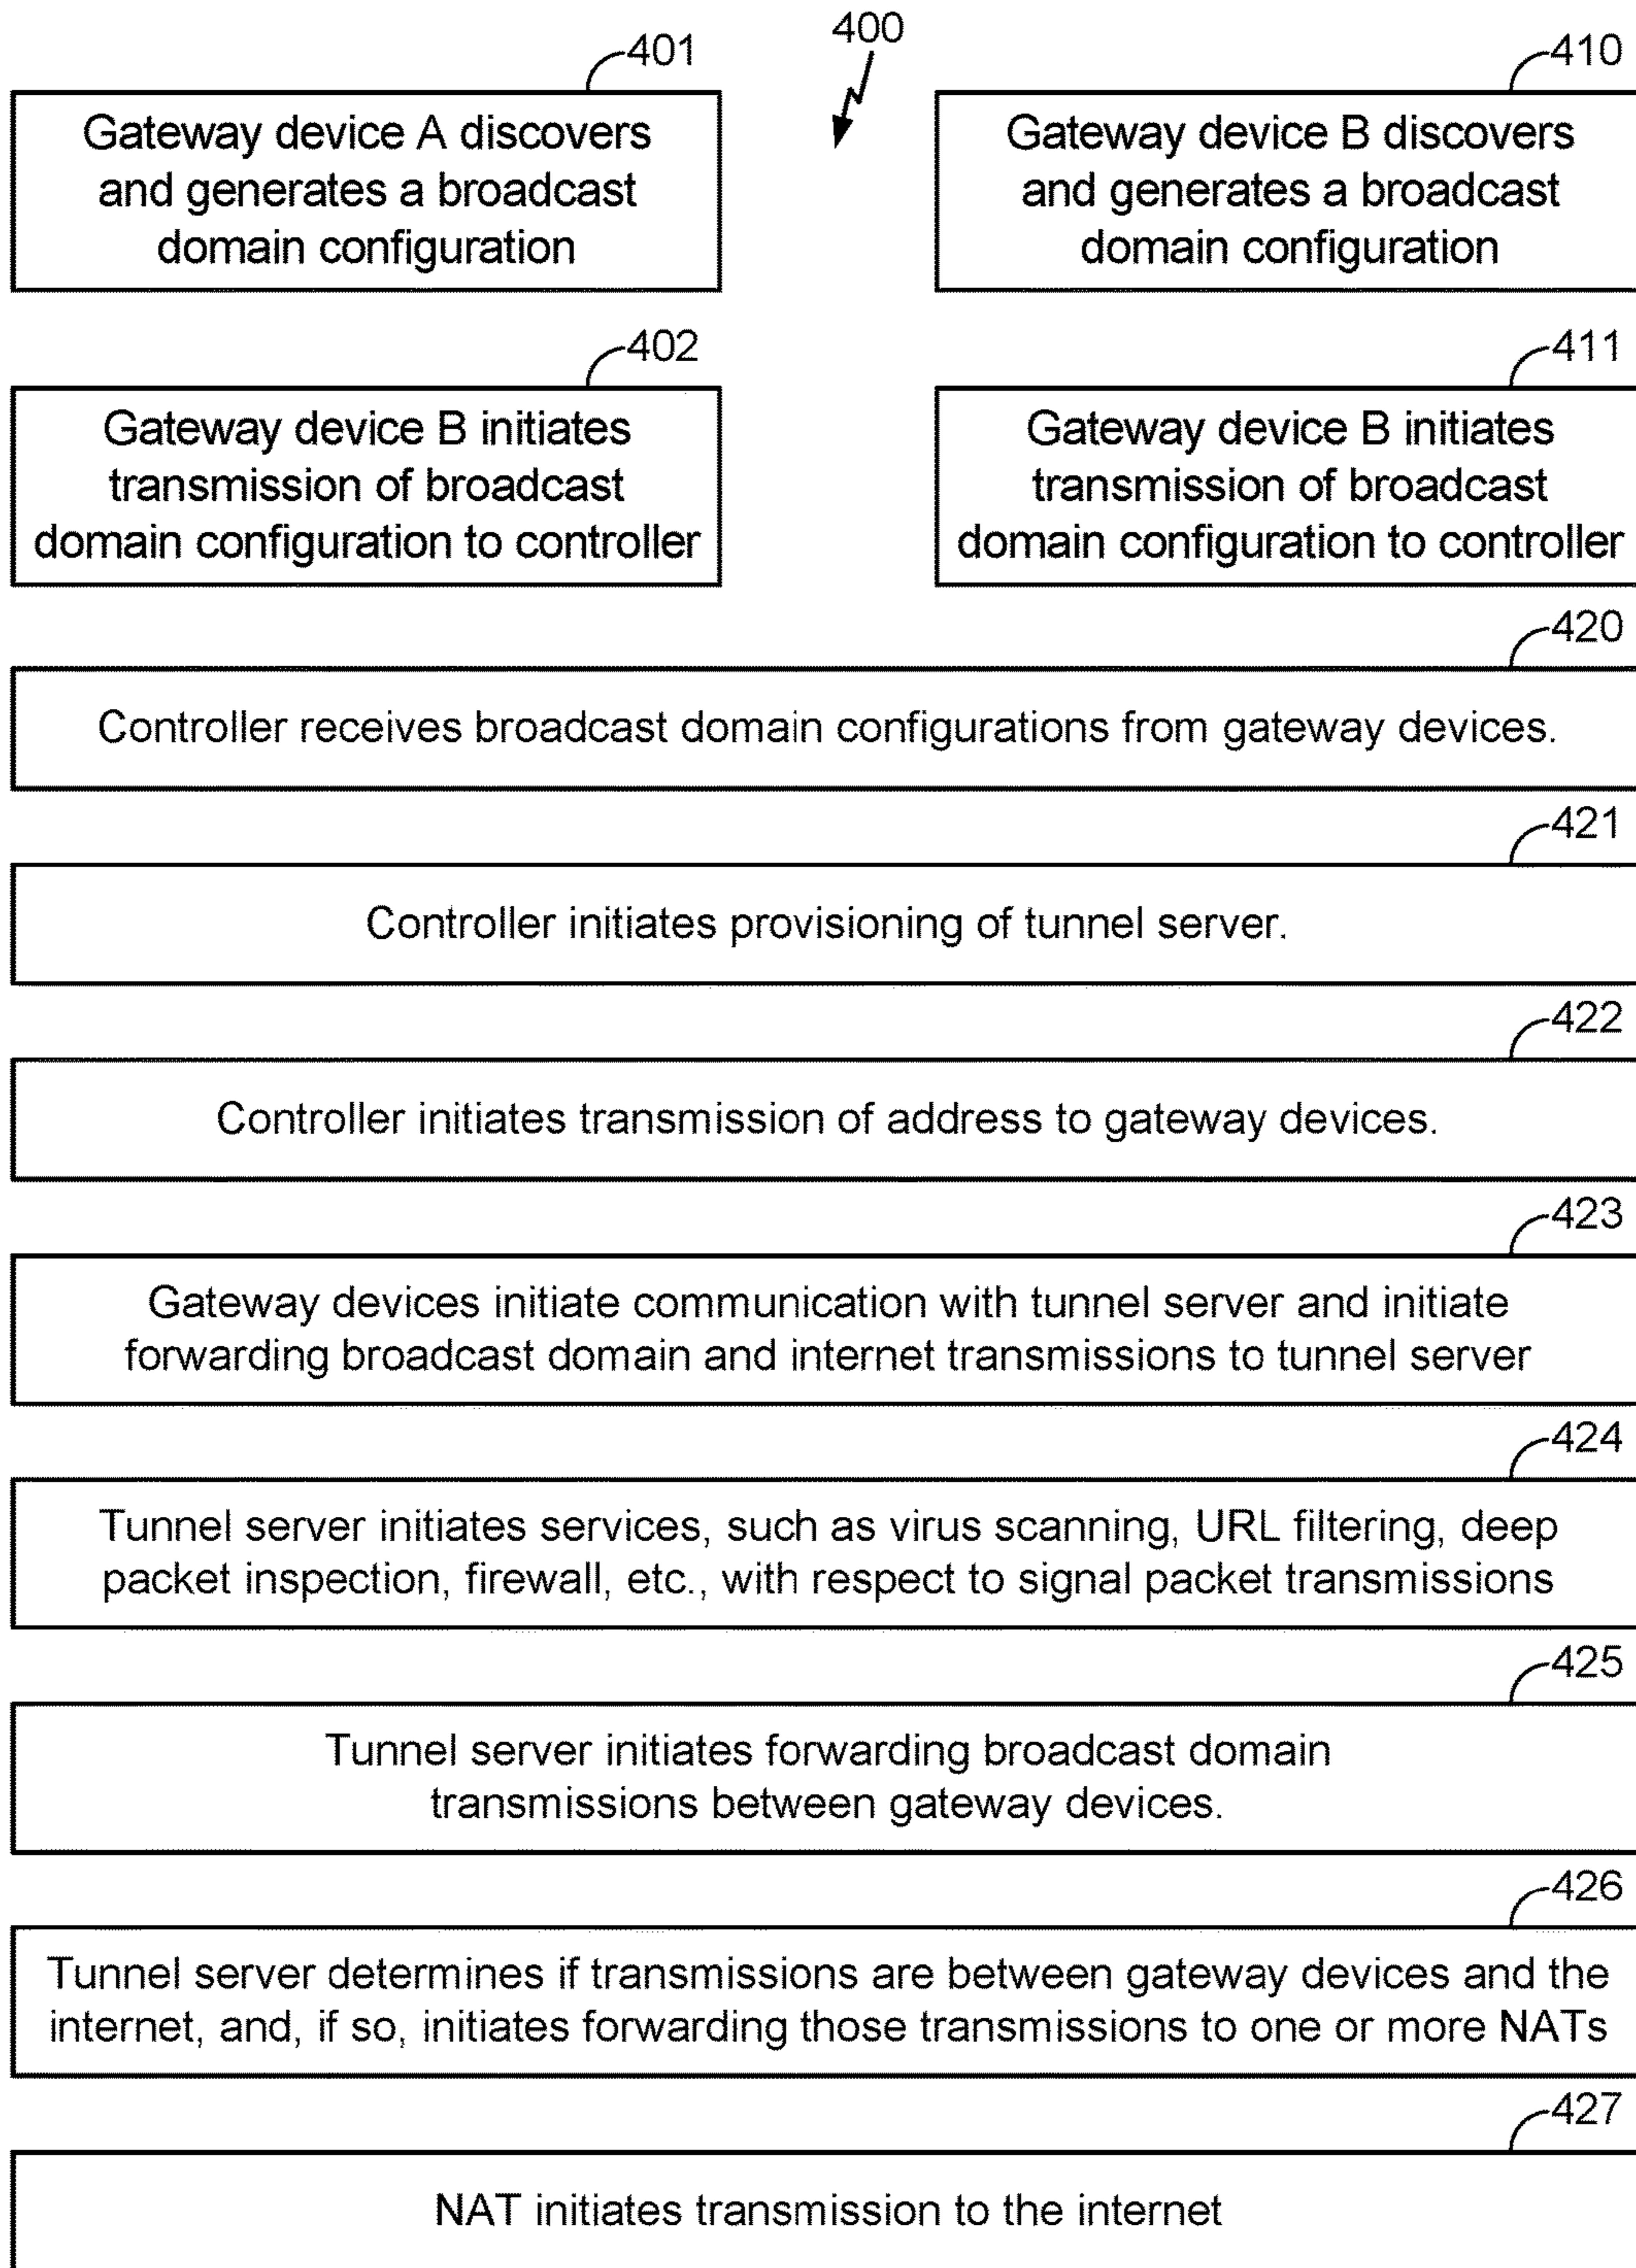 400
401
Gateway device A discovers
and generates a broadcast
domain configuration
410
Gateway device B discovers
and generates a broadcast
domain configuration
402
Gateway device B initiates
transmission of broadcast
domain configuration to controller
411
Gateway device B initiates
transmission of broadcast
domain configuration to controller
420
Controller receives broadcast domain configurations from gateway devices.
421
Controller initiates provisioning of tunnel server.
422
Controller initiates transmission of address to gateway devices.
423
Gateway devices initiate communication with tunnel server and initiate
forwarding broadcast domain and internet transmissions to tunnel server
424
Tunnel server initiates services, such as virus scanning, URL filtering, deep
packet inspection, firewall, etc., with respect to signal packet transmissions
425
Tunnel server initiates forwarding broadcast domain
transmissions between gateway devices.
426
Tunnel server determines if transmissions are between gateway devices and the
internet, and, if so, initiates forwarding those transmissions to one or more NATs
427
NAT initiates transmission to the internet